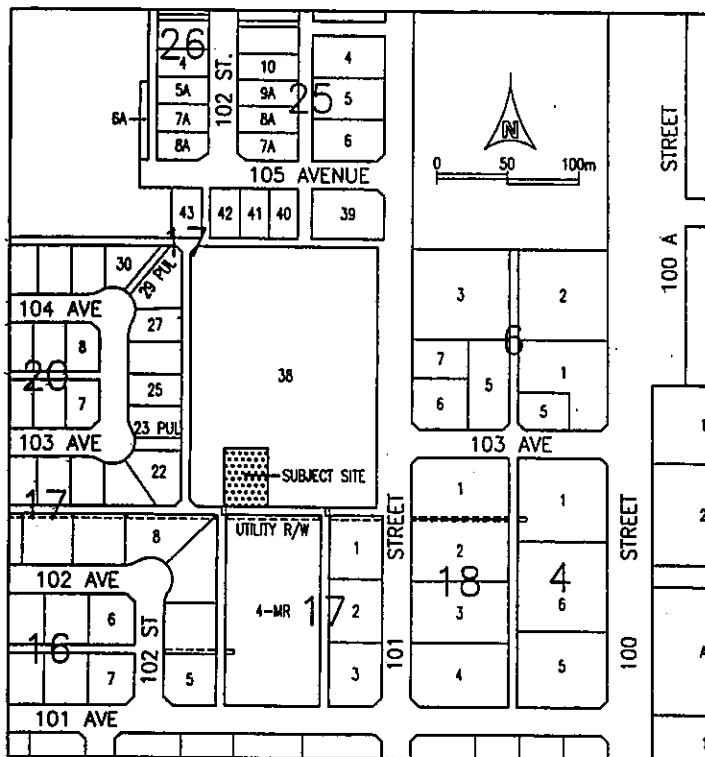 26
4
5A
7A
8A
6A
102 ST.
10
9A
8A
7A
25
4
5
6
105 AVENUE
N
0 50 100m
STREET
100 A
43
42
41
40
39
17
30
29 PUL
104 AVE
27
8
20
7
25
23 PUL
103 AVE
22
38
SUBJECT SITE
3
2
6
7
6
5
1
5
103 AVE
17
8
UTILITY R/W
102 AVE
16
6
7
102 ST
5
4-MR
17
1
2
3
STREET
101
1
2
18
3
4
1
4
6
5
STREET
100
101 AVE
1
2
A
1